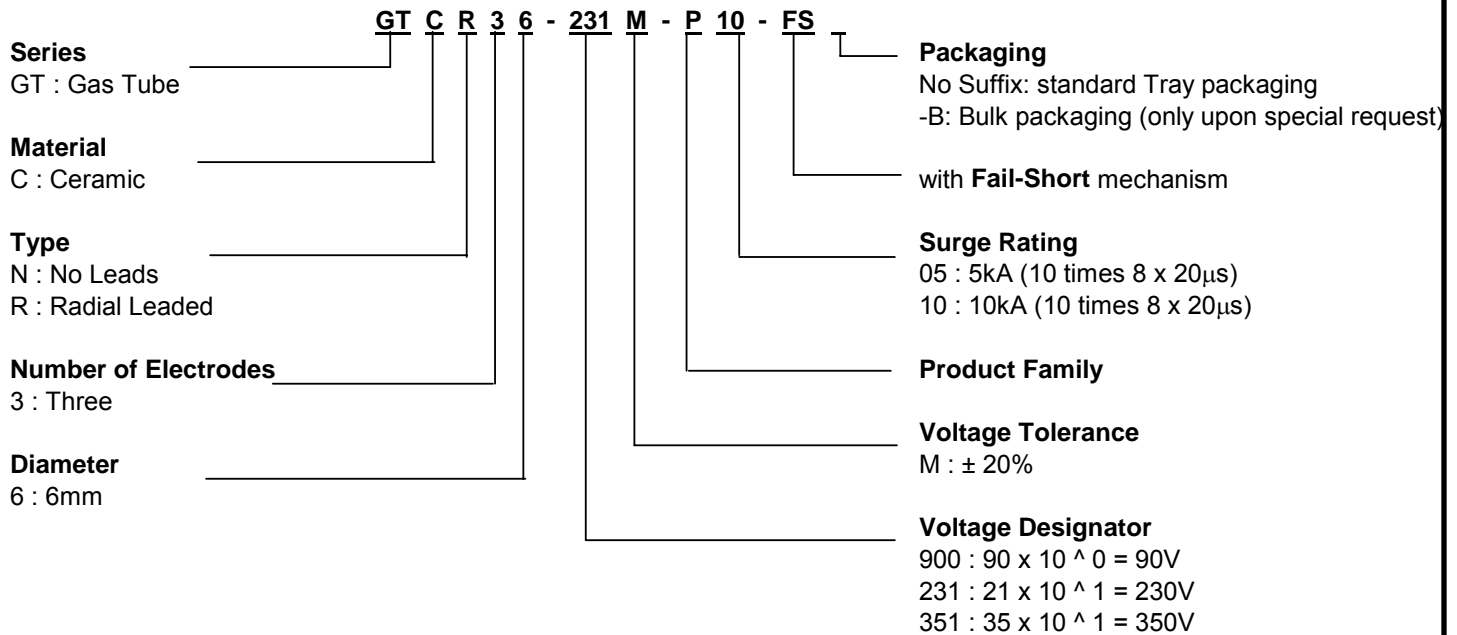 GT C R 3 6 - 231 M - P 10 - FS _
Series
GT : Gas Tube
Material
C : Ceramic
Type
N : No Leads
R : Radial Leaded
Number of Electrodes
3 : Three
Diameter
6 : 6mm
Packaging
No Suffix: standard Tray packaging
-B: Bulk packaging (only upon special request)
with Fail-Short mechanism
Surge Rating
05 : 5kA (10 times 8 x 20μs)
10 : 10kA (10 times 8 x 20μs)
Product Family
Voltage Tolerance
M : ± 20%
Voltage Designator
900 : 90 x 10 ^ 0 = 90V
231 : 21 x 10 ^ 1 = 230V
351 : 35 x 10 ^ 1 = 350V